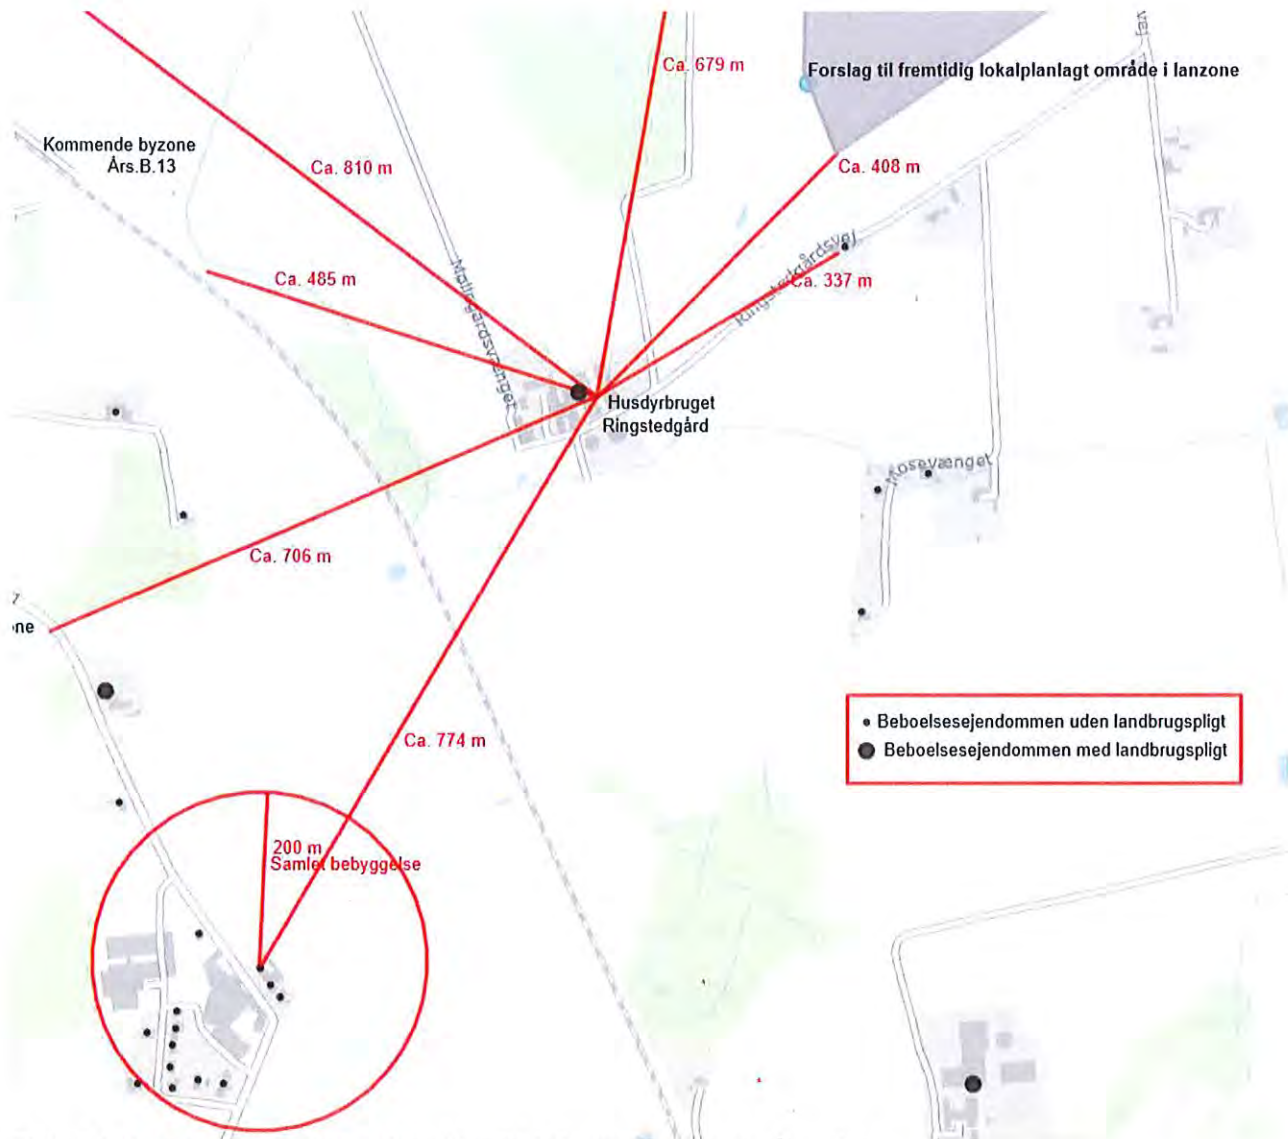 Ca. 679 m
Forslag til fremtidig lokalplanlagt område i lanzone
Kommende byzone
Års.B.13
Ca. 810 m
Ca. 408 m
Ca. 485 m
Ringstedgårdsvej
Ca. 337 m
Husdyrbruget
Ringstedgård
Mosevænget
Ca. 706 m
Ca. 774 m
Beboelsesejendommen uden landbrugspligt
Beboelsesejendommen med landbrugspligt
200 m
Samlet bebyggelse